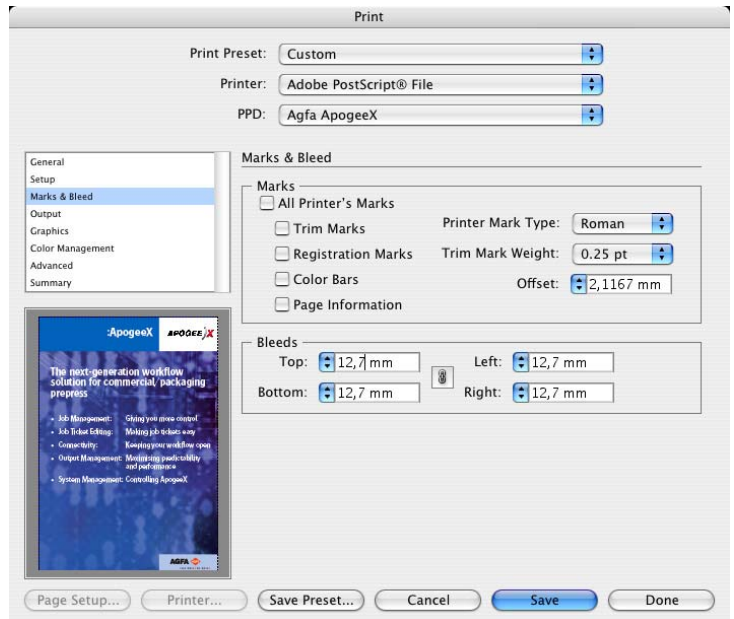 Print
Print Preset: Custom
Printer: Adobe PostScript® File
PPD: Agfa ApogeeX
General
Setup
Marks & Bleed
Output
Graphics
Color Management
Advanced
Summary
Marks & Bleed
Marks
All Printer's Marks
Trim Marks
Registration Marks
Color Bars
Page Information
Printer Mark Type: Roman
Trim Mark Weight: 0.25 pt
Offset: 2,1167 mm
Bleeds
Top: 12,7 mm
Left: 12,7 mm
Bottom: 12,7 mm
Right: 12,7 mm
:ApogeeX APOGEE X
The next-generation workflow
solution for commercial/packaging
prepress
• Job Management: Giving you more control
• Job Ticket Editing: Making job tickets easy
• Connectivity: Keeping your workflow open
• Output Management: Maximising predictability
and performance
• System Management: Controlling ApogeeX
AGFA
Page Setup... Printer... Save Preset... Cancel Save Done